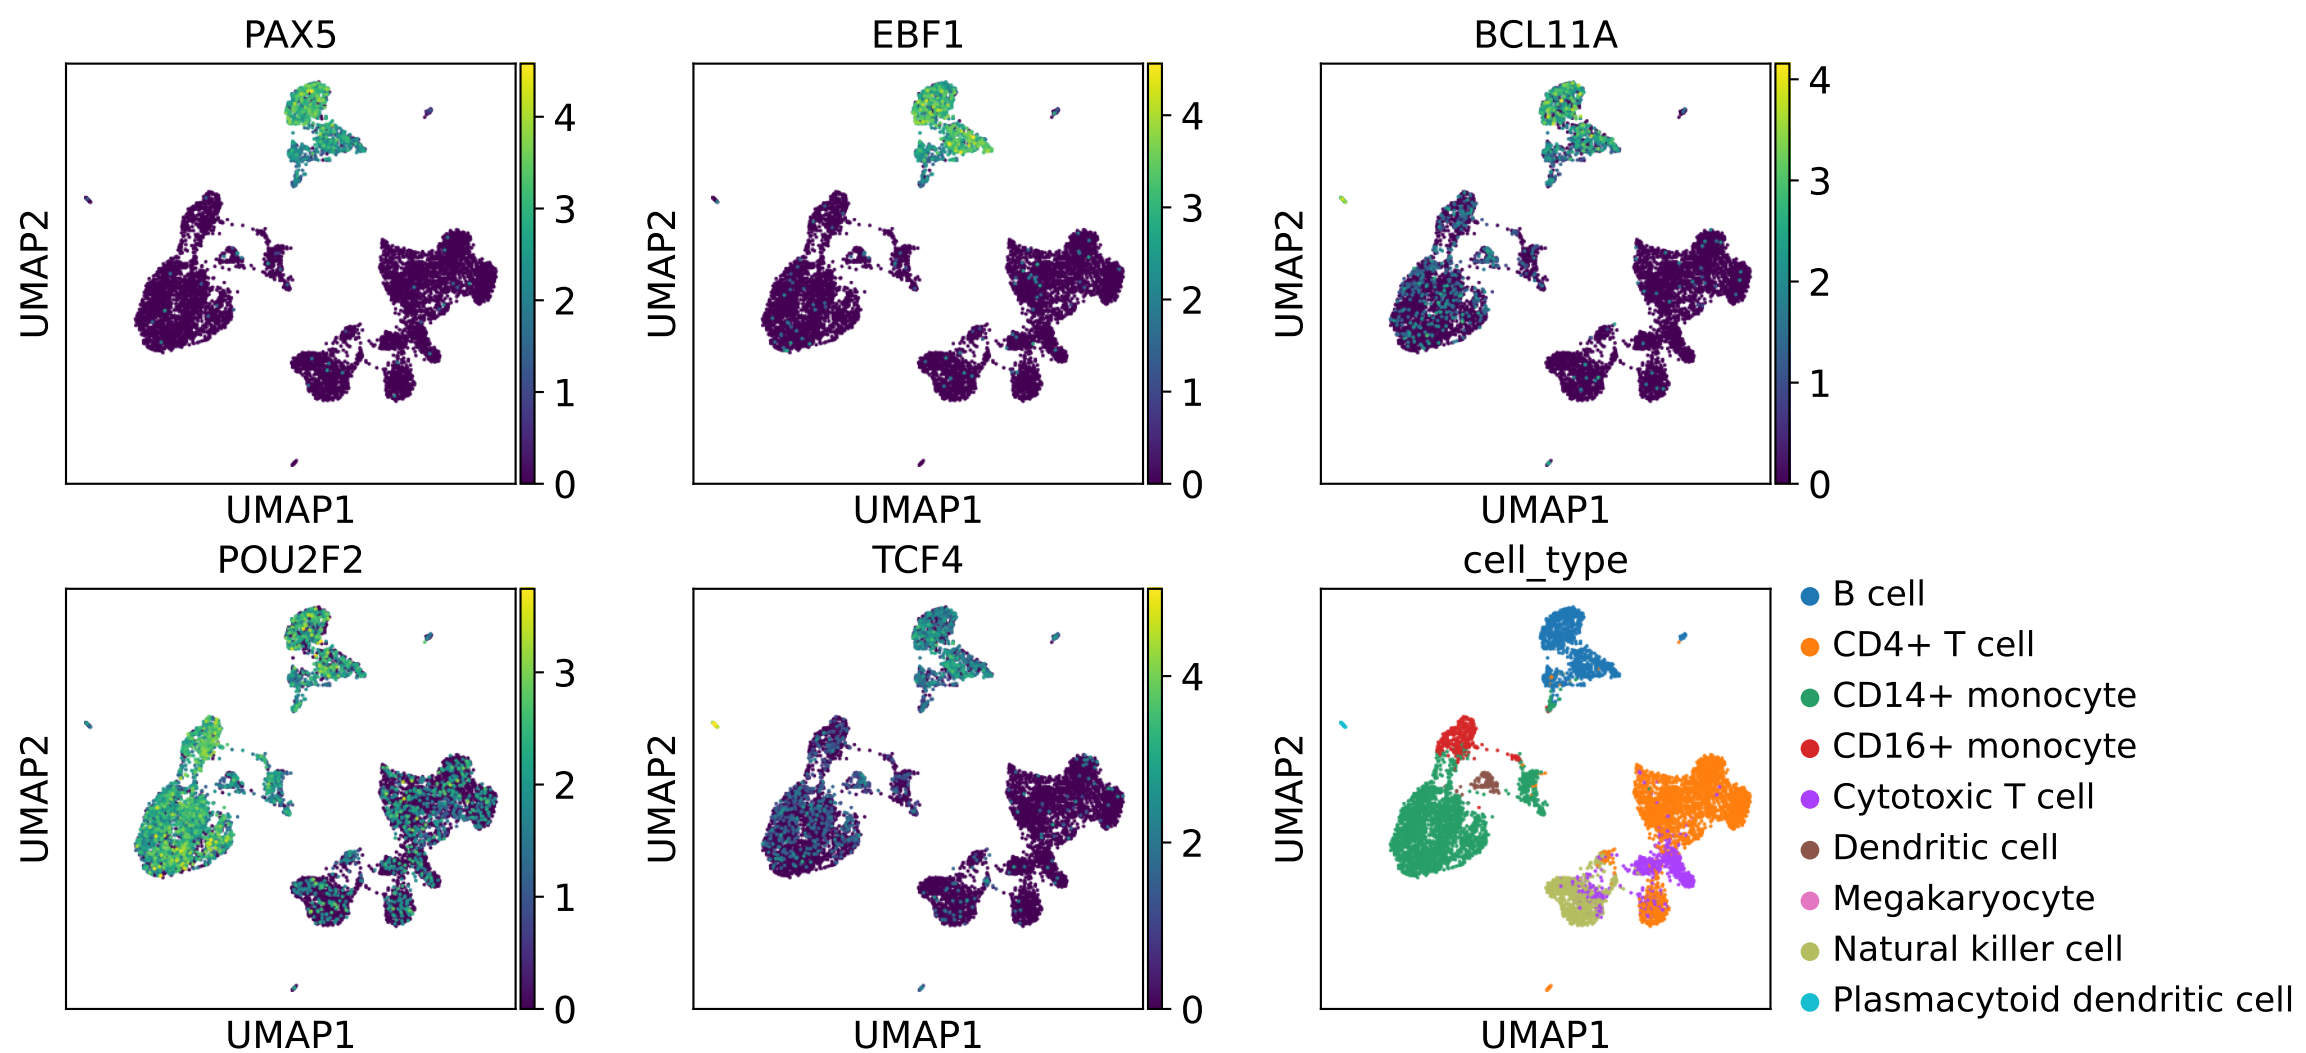 PAX5
UMAP2
UMAP1
4
3
2
1
0
EBF1
UMAP2
UMAP1
4
3
2
1
0
BCL11A
UMAP2
UMAP1
4
3
2
1
0
POU2F2
UMAP2
UMAP1
3
2
1
0
TCF4
UMAP2
UMAP1
4
2
0
cell_type
UMAP2
UMAP1
B cell
CD4+ T cell
CD14+ monocyte
CD16+ monocyte
Cytotoxic T cell
Dendritic cell
Megakaryocyte
Natural killer cell
Plasmacytoid dendritic cell